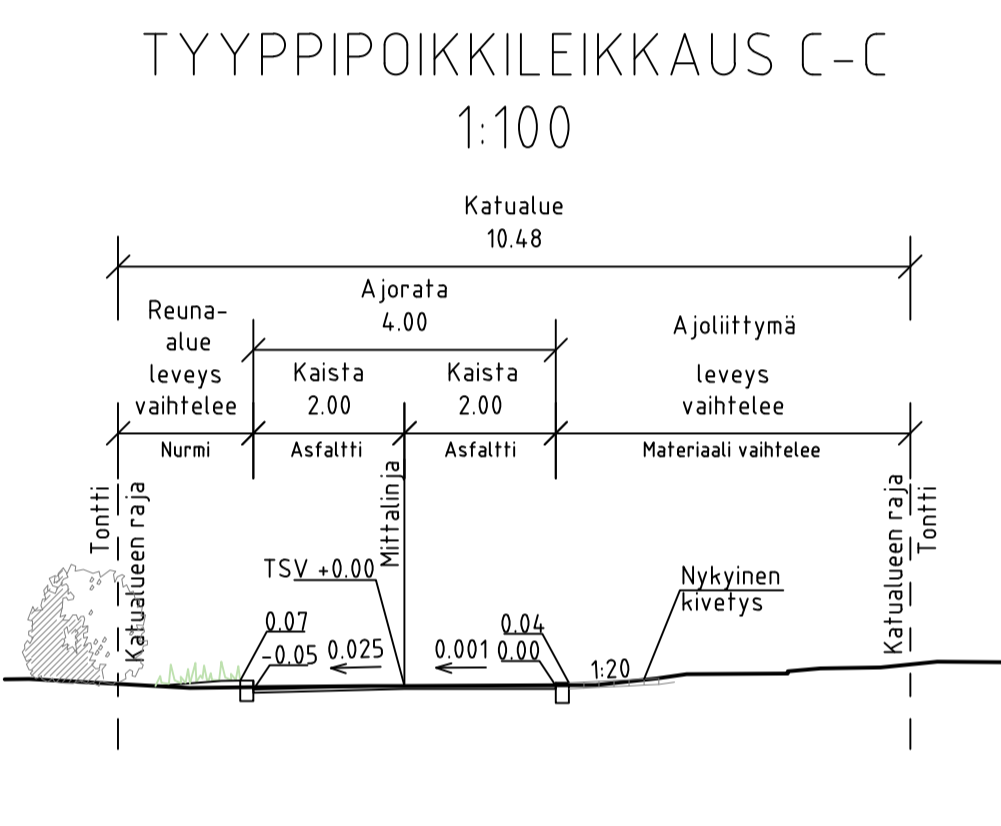 TYYPPIPOIKKILEIKKAUS C-C
1:100
Katualue
10.48
Ajorata
4.00
Reuna-
alue
leveys
vaihtelee
Ajoliittymä
leveys
vaihtelee
Kaista
2.00
Kaista
2.00
Nurmi
Asfaltti
Asfaltti
Materiaali vaihtelee
Tontti
Katualueen raja
Mittalinja
Katualueen raja
Tontti
TSV +0.00
Nykyinen
kivetys
0.07
-0.05
0.025
0.001
0.04
0.00
1:20